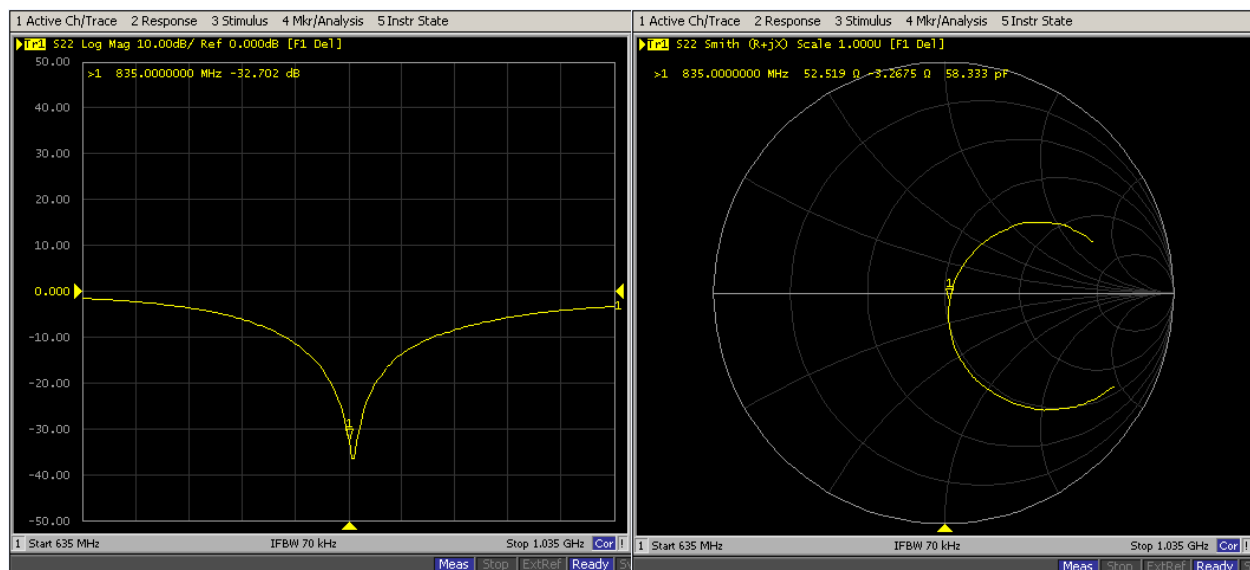 1 Active Ch/Trace 2 Response 3 Stimulus 4 Mkr/Analysis 5 Instr State
Tr1 S22 Log Mag 10.00dB/ Ref 0.000dB [F1 Del]
50.00
>1 835.0000000 MHz -32.702 dB
40.00
30.00
20.00
10.00
0.000
1
-10.00
-20.00
1
-30.00
-40.00
-50.00
1 Start 635 MHz IFBW 70 kHz Stop 1.035 GHz Cor !
Meas Stop ExtRef Ready
1 Active Ch/Trace 2 Response 3 Stimulus 4 Mkr/Analysis 5 Instr State
Tr1 S22 Smith (R+jX) Scale 1.000U [F1 Del]
>1 835.0000000 MHz 52.519 Ω -3.2675 Ω 58.333 pF
1
1 Start 635 MHz IFBW 70 kHz Stop 1.035 GHz Cor !
Meas Stop ExtRef Ready